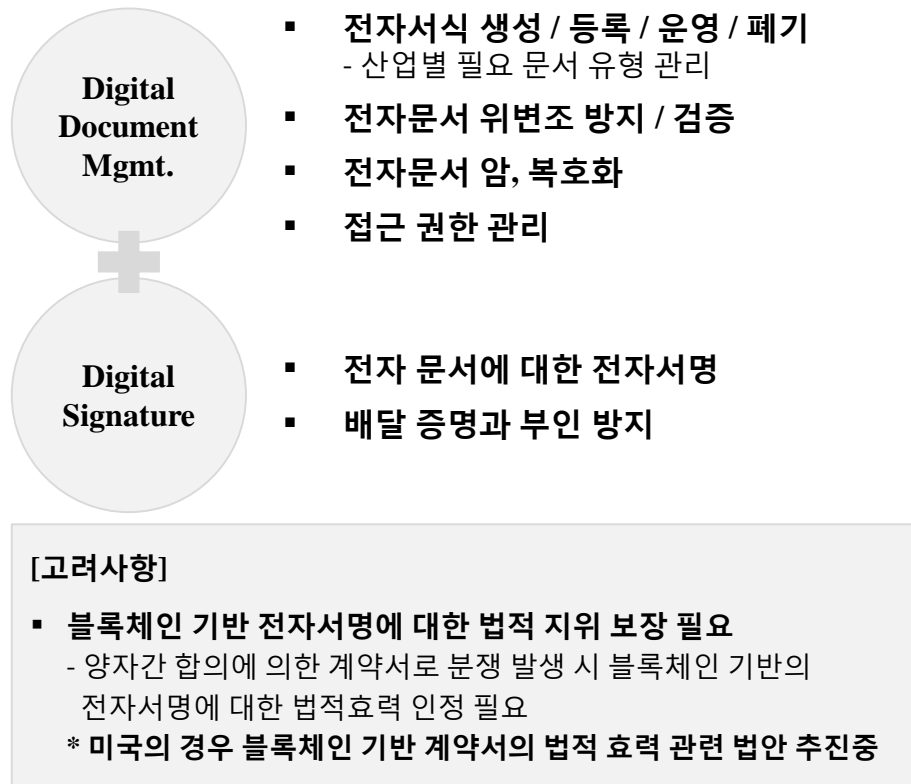 Digital
Document
Mgmt.
▪ 전자서식 생성 / 등록 / 운영 / 폐기
- 산업별 필요 문서 유형 관리
▪ 전자문서 위변조 방지 / 검증
▪ 전자문서 암, 복호화
▪ 접근 권한 관리
Digital
Signature
▪ 전자 문서에 대한 전자서명
▪ 배달 증명과 부인 방지
[고려사항]
▪ 블록체인 기반 전자서명에 대한 법적 지위 보장 필요
- 양자간 합의에 의한 계약서로 분쟁 발생 시 블록체인 기반의
전자서명에 대한 법적효력 인정 필요
* 미국의 경우 블록체인 기반 계약서의 법적 효력 관련 법안 추진중